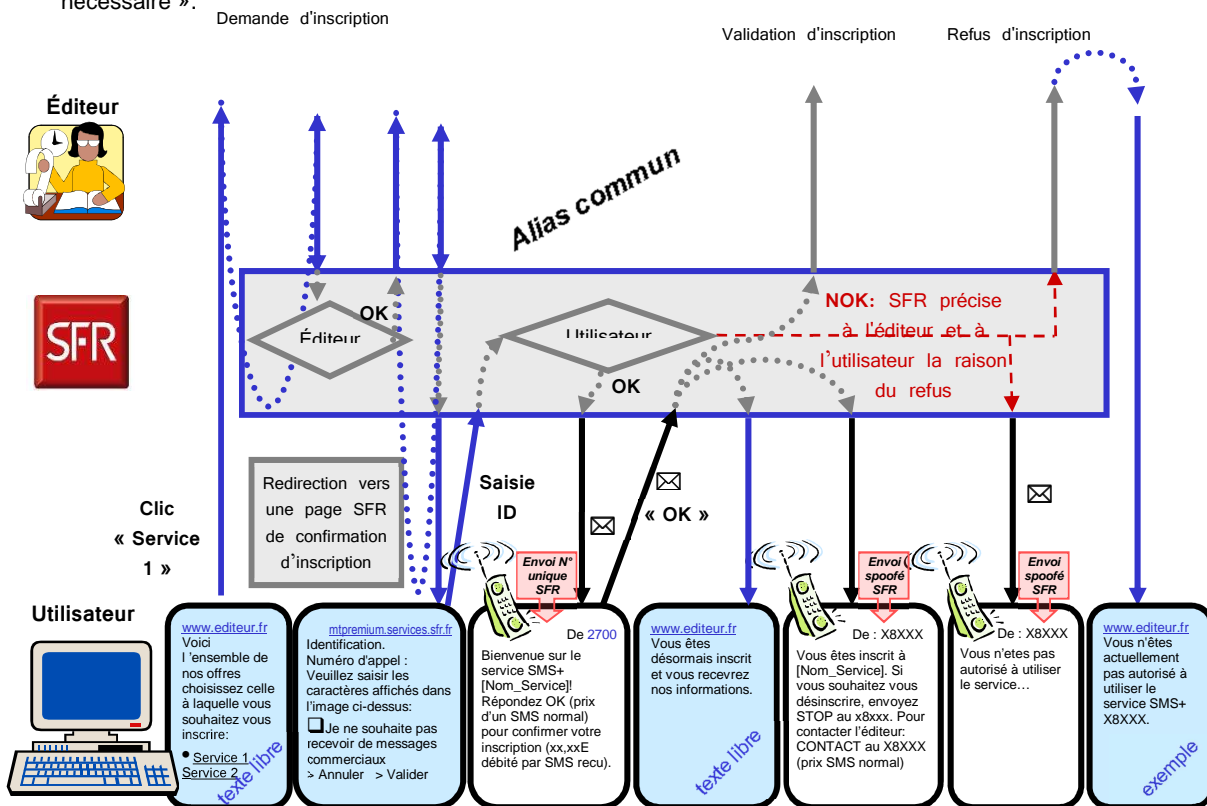 nécessaire ».
Demande d'inscription
Validation d'inscription
Refus d'inscription
Éditeur
Alias commun
SFR
Éditeur
OK
Utilisateur
OK
NOK: SFR précise
à l'éditeur et à
l'utilisateur la raison
du refus
Redirection vers
une page SFR
de confirmation
d'inscription
Clic
« Service
1 »
Saisie
ID
« OK »
Envoi N°
unique
SFR
Envoi
spoofé
SFR
Envoi
spoofé
SFR
Utilisateur
www.editeur.fr
Voici
l 'ensemble de
nos offres
choisissez celle
à laquelle vous
souhaitez vous
inscrire:
• Service 1
Service 2
texte libre
mtpremium.services.sfr.fr
Identification.
Numéro d'appel :
Veuillez saisir les
caractères affichés dans
l'image ci-dessus:
❑Je ne souhaite pas
recevoir de messages
commerciaux
> Annuler > Valider
De 2700
Bienvenue sur le
service SMS+
[Nom_Service]!
Répondez OK (prix
d'un SMS normal)
pour confirmer votre
inscription (xx,xxE
débité par SMS recu).
www.editeur.fr
Vous êtes
désormais inscrit
et vous recevrez
nos informations.
texte libre
De : X8XXX
Vous êtes inscrit à
[Nom_Service]. Si
vous souhaitez vous
désinscrire, envoyez
STOP au x8xxx. Pour
contacter l'éditeur:
CONTACT au X8XXX
(prix SMS normal)
De : X8XXX
Vous n'etes pas
autorisé à utiliser
le service…
www.editeur.fr
Vous n'êtes
actuellement
pas autorisé à
utiliser le
service SMS+
X8XXX.
exemple